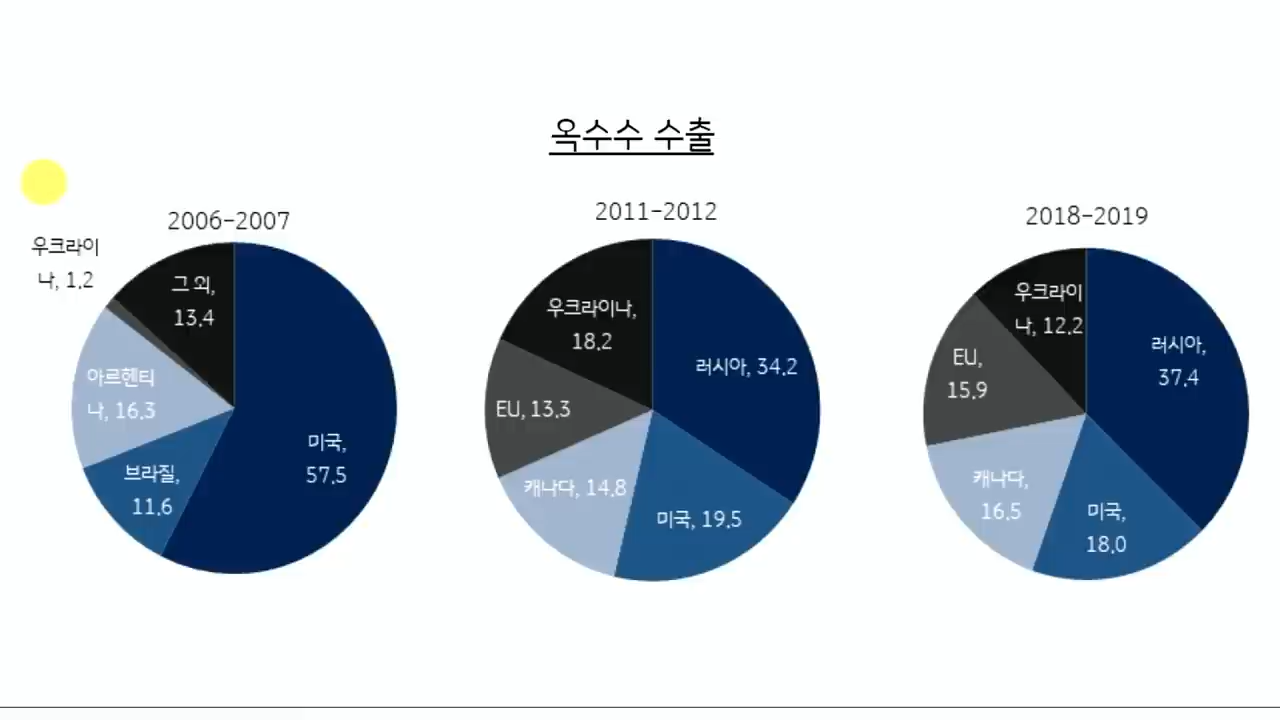 옥수수 수출
2006-2007
우크라이
나, 1.2
그 외,
13.4
아르헨티
나, 16.3
브라질,
11.6
미국,
57.5
2011-2012
우크라이나,
18.2
러시아, 34.2
EU, 13.3
캐나다, 14.8
미국, 19.5
2018-2019
우크라이
나, 12.2
러시아,
37.4
EU,
15.9
캐나다,
16.5
미국,
18.0